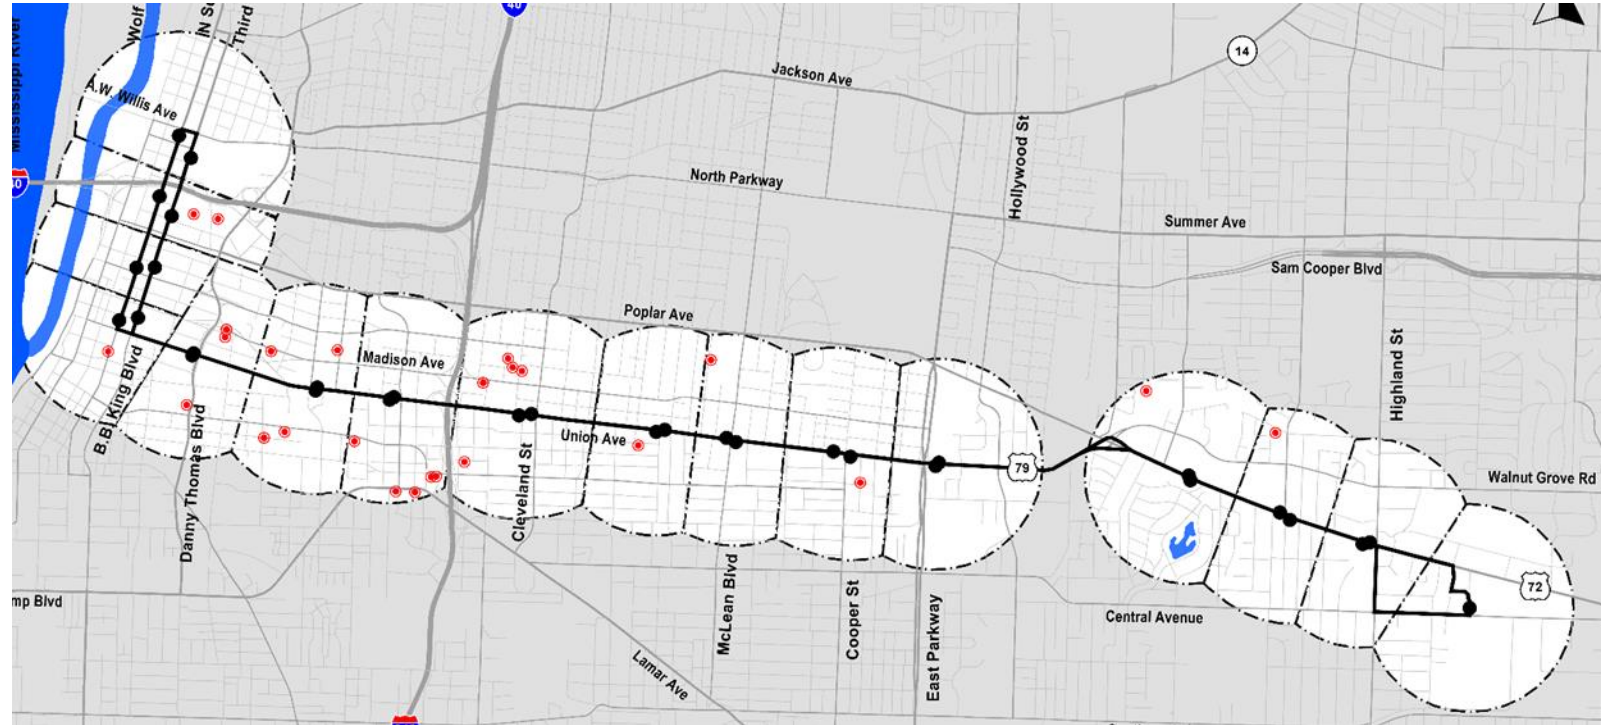 Mississippi River
Wolf
IN S
Third
40
14
A.W. Willis Ave
Jackson Ave
Hollywood St
40
North Parkway
Summer Ave
Sam Cooper Blvd
Poplar Ave
Madison Ave
Highland St
B.B. King Blvd
Danny Thomas Blvd
Union Ave
Cleveland St
79
Walnut Grove Rd
McLean Blvd
Cooper St
East Parkway
72
mp Blvd
Central Avenue
Lamar Ave